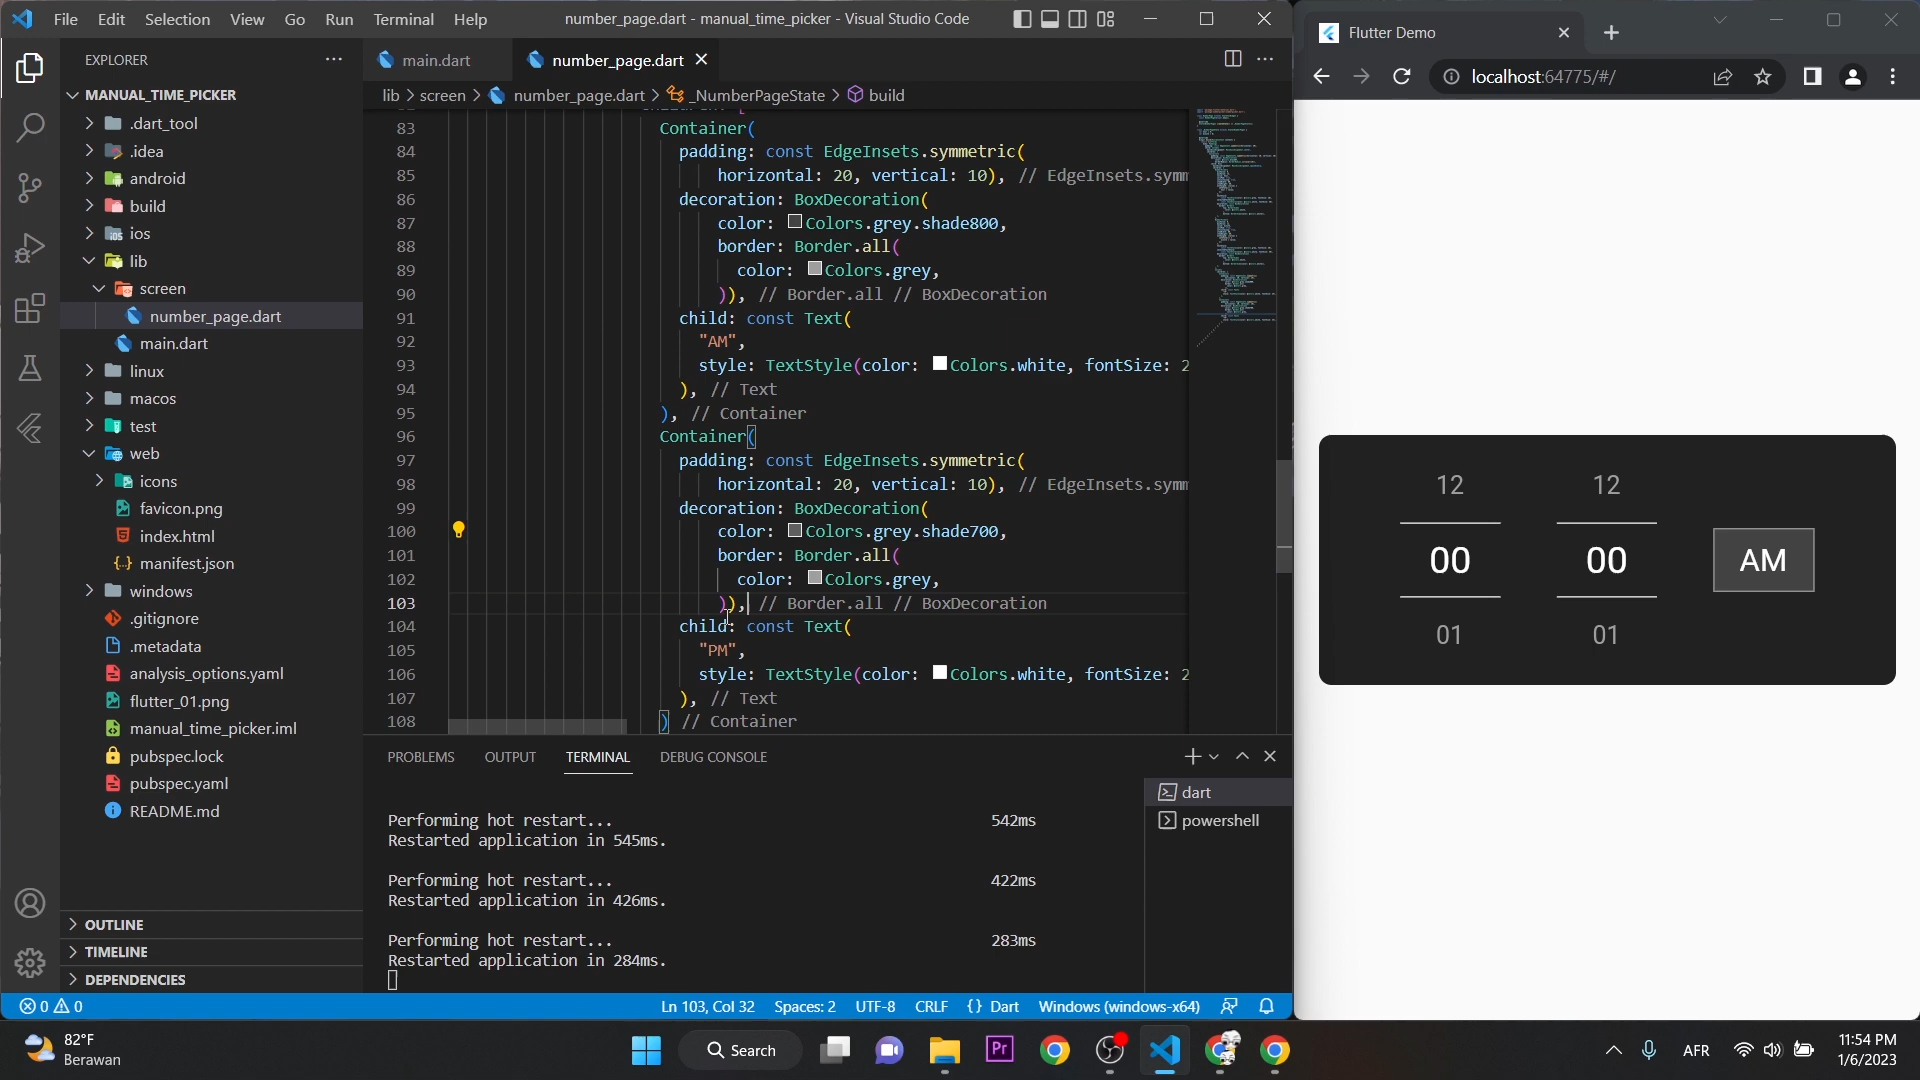 File Edit Selection View Go Run Terminal Help
number_page.dart - manual_time_picker - Visual Studio Code
EXPLORER
MANUAL_TIME_PICKER
.dart_tool
.idea
android
build
ios
lib
screen
number_page.dart
main.dart
linux
macos
test
web
icons
favicon.png
index.html
manifest.json
windows
.gitignore
.metadata
analysis_options.yaml
flutter_01.png
manual_time_picker.iml
pubspec.lock
pubspec.yaml
README.md
OUTLINE
TIMELINE
DEPENDENCIES
main.dart
number_page.dart
lib > screen > number_page.dart > _NumberPageState > build
83 Container(
84 padding: const EdgeInsets.symmetric(
85 horizontal: 20, vertical: 10), // EdgeInsets.symm
86 decoration: BoxDecoration(
87 color: Colors.grey.shade800,
88 border: Border.all(
89 color: Colors.grey,
90 )), // Border.all // BoxDecoration
91 child: const Text(
92 "AM",
93 style: TextStyle(color: Colors.white, fontSize: 2
94 ), // Text
95 ), // Container
96 Container(
97 padding: const EdgeInsets.symmetric(
98 horizontal: 20, vertical: 10), // EdgeInsets.symm
99 decoration: BoxDecoration(
100 color: Colors.grey.shade700,
101 border: Border.all(
102 color: Colors.grey,
103 )), // Border.all // BoxDecoration
104 child: const Text(
105 "PM",
106 style: TextStyle(color: Colors.white, fontSize: 2
107 ), // Text
108 ) // Container
PROBLEMS OUTPUT TERMINAL DEBUG CONSOLE
Performing hot restart... 542ms
Restarted application in 545ms.
Performing hot restart... 422ms
Restarted application in 426ms.
Performing hot restart... 283ms
Restarted application in 284ms.
dart
powershell
0 0
Ln 103, Col 32 Spaces: 2 UTF-8 CRLF {} Dart Windows (windows-x64)
Flutter Demo
localhost:64775/#/
12 12
00 00 AM
01 01
82°F
Berawan
Search
Pr
AFR
11:54 PM
1/6/2023